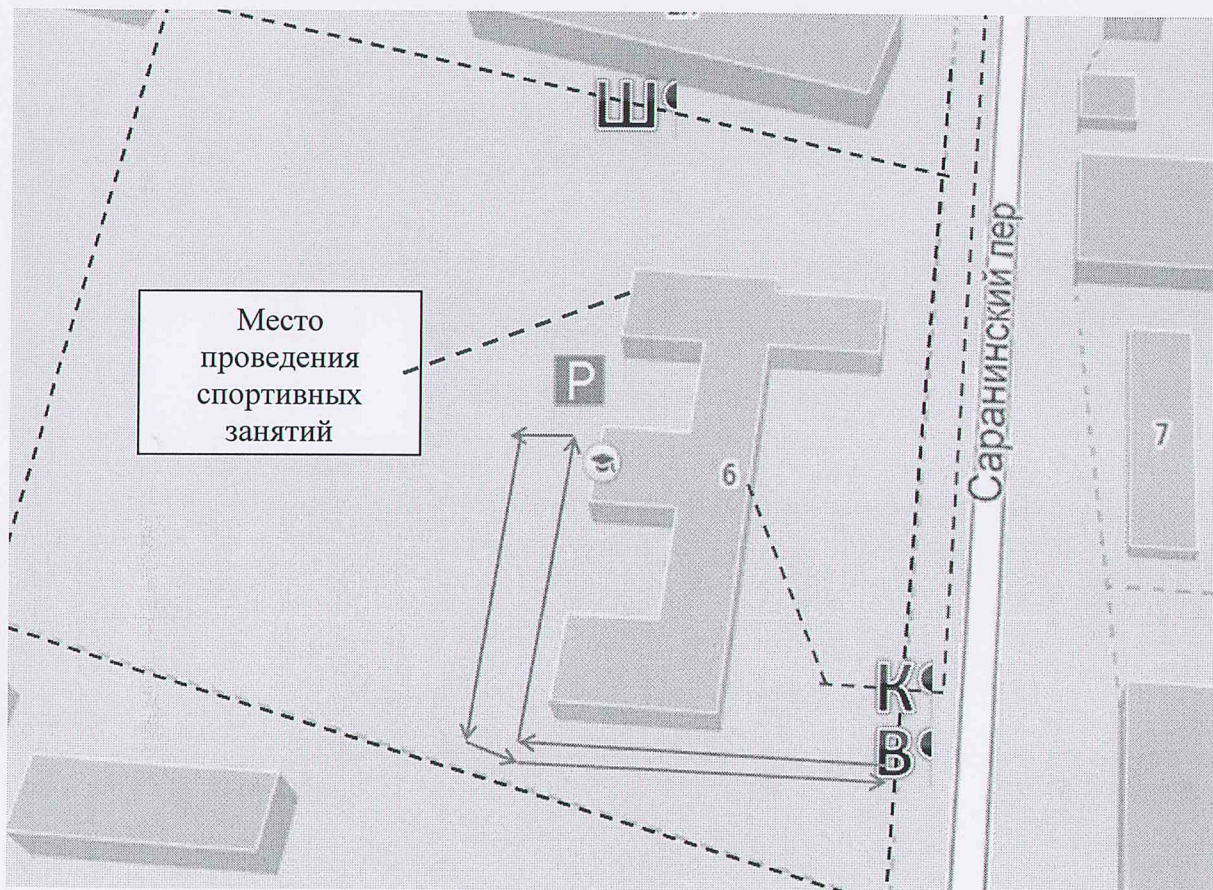 Ш
Место
проведения
спортивных
занятий
P
6
Саранинский пер
7
К
В